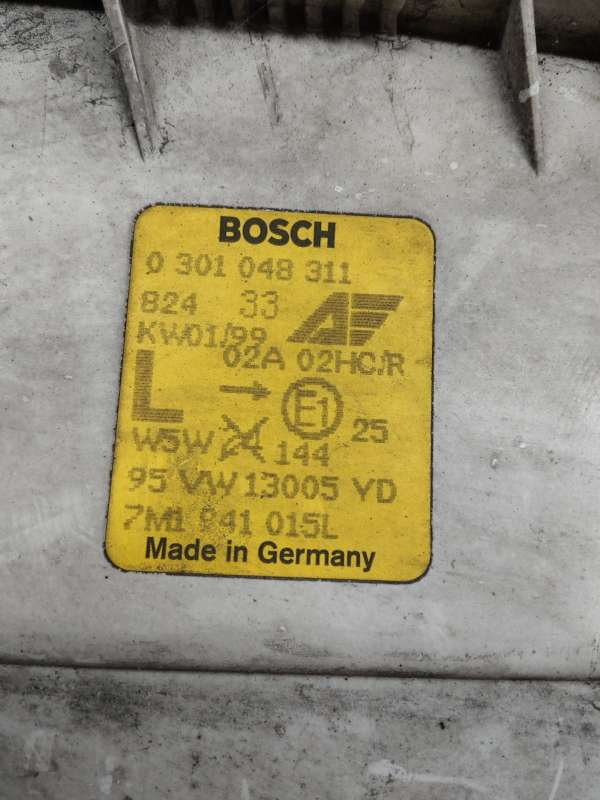 BOSCH
0 301 048 311
824 33
KW01/99
02A 02HC/R
L → E1 25
W5W 144
95 VW 13005 YD
7M1 941 015L
Made in Germany